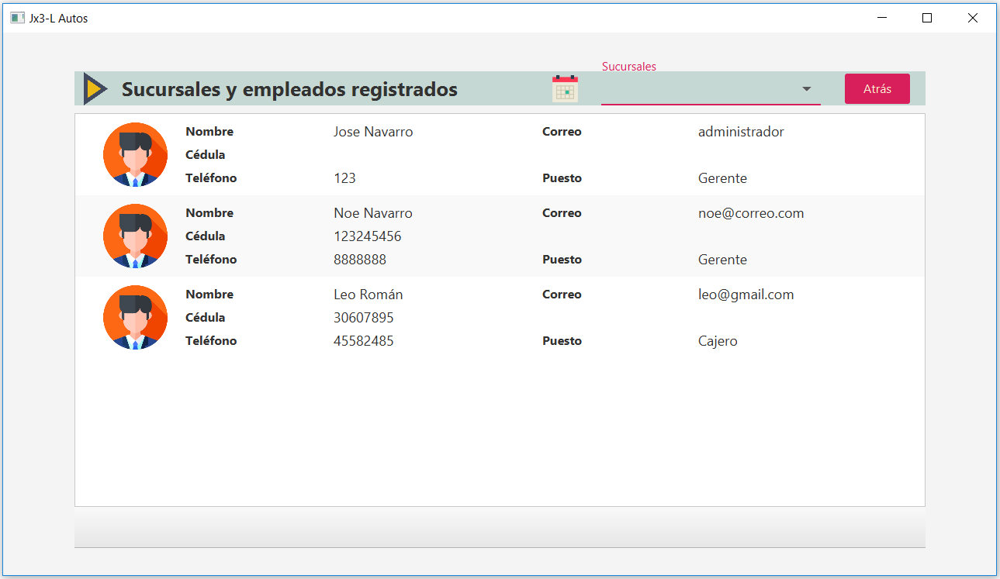 Jx3-L Autos
Sucursales
Sucursales y empleados registrados
Atrás
Nombre Jose Navarro Correo administrador
Cédula
Teléfono 123 Puesto Gerente
Nombre Noe Navarro Correo noe@correo.com
Cédula 123245456
Teléfono 8888888 Puesto Gerente
Nombre Leo Román Correo leo@gmail.com
Cédula 30607895
Teléfono 45582485 Puesto Cajero